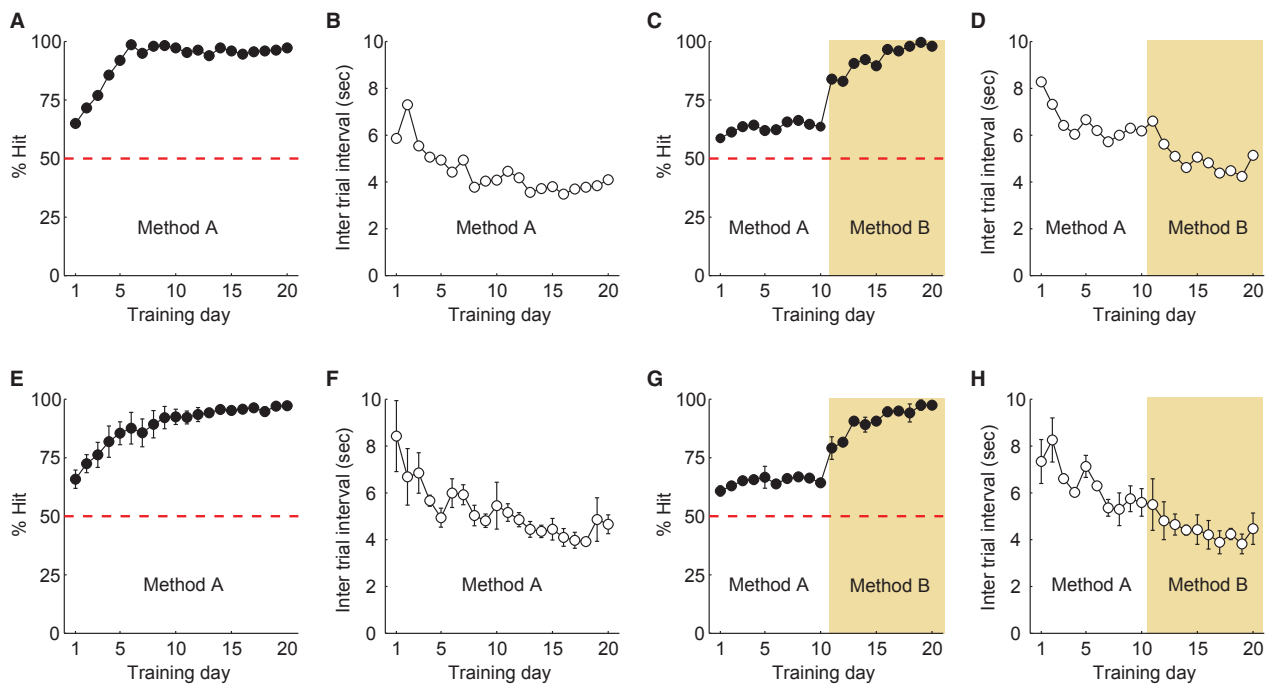 A
B
C
D
100
75
50
25
0
% Hit
Method A
1
5
10
15
20
Training day
10
8
6
4
2
0
Inter trial interval (sec)
Method A
1
5
10
15
20
Training day
100
75
50
25
0
% Hit
Method A
Method B
1
5
10
15
20
Training day
10
8
6
4
2
0
Inter trial interval (sec)
Method A
Method B
1
5
10
15
20
Training day
E
F
G
H
100
75
50
25
0
% Hit
Method A
1
5
10
15
20
Training day
10
8
6
4
2
0
Inter trial interval (sec)
Method A
1
5
10
15
20
Training day
100
75
50
25
0
% Hit
Method A
Method B
1
5
10
15
20
Training day
10
8
6
4
2
0
Inter trial interval (sec)
Method A
Method B
1
5
10
15
20
Training day